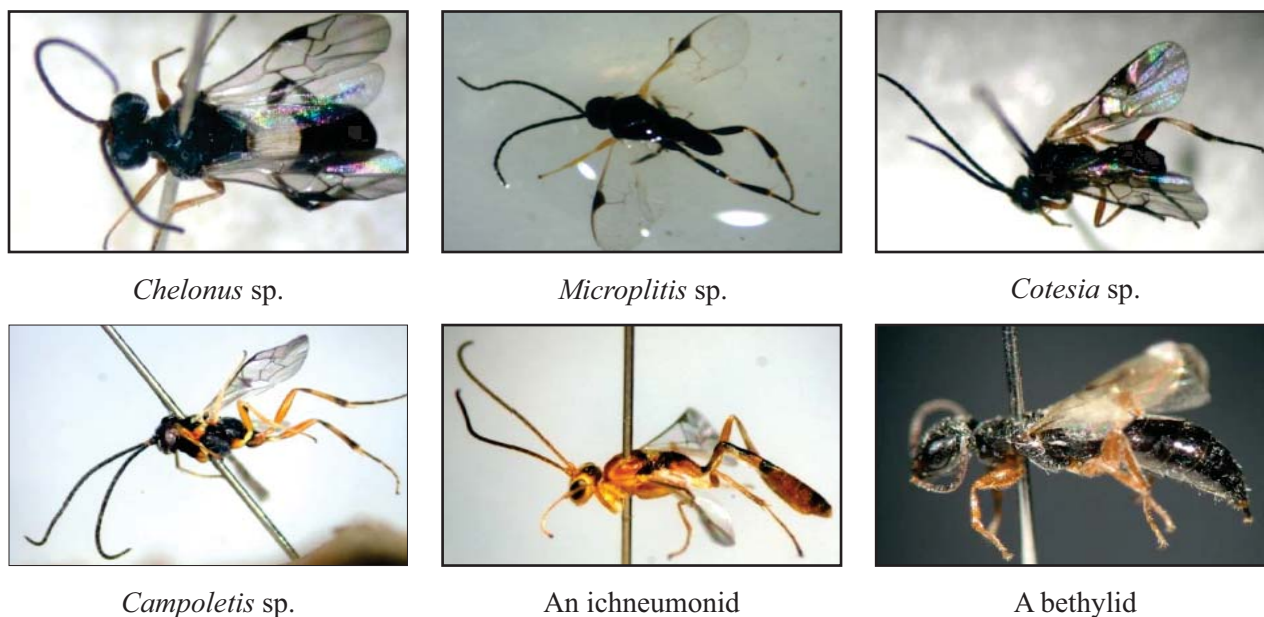 Chelonus sp.
Microplitis sp.
Cotesia sp.
Campoletis sp.
An ichneumonid
A bethylid